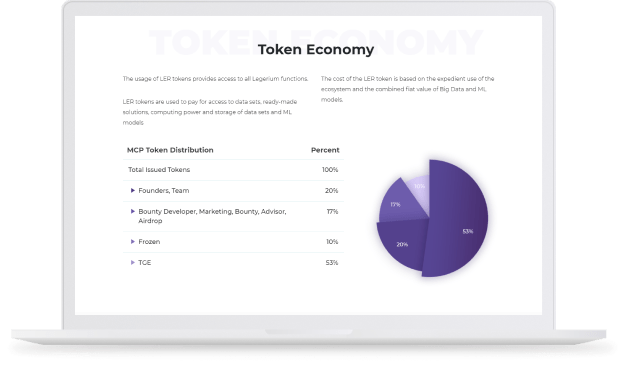 TOKEN ECONOMY
Token Economy
The usage of LER tokens provides access to all Legerium functions.
LER tokens are used to pay for access to data sets, ready-made
solutions, computing power and storage of data sets and ML
models
The cost of the LER token is based on the expedient use of the
ecosystem and the combined fiat value of Big Data and ML
models.
MCP Token Distribution Percent
Total Issued Tokens 100%
Founders, Team 20%
Bounty Developer, Marketing, Bounty, Advisor, 17%
Airdrop
Frozen 10%
TGE 53%
10%
17%
53%
20%